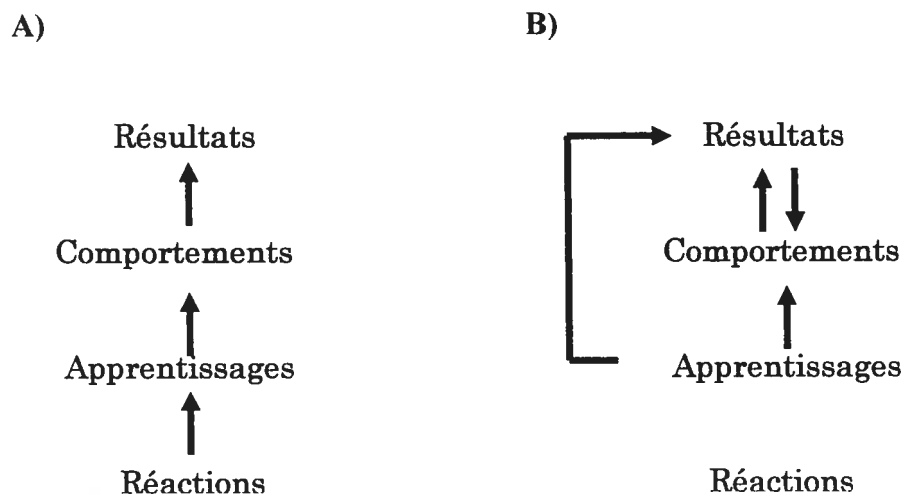 A)
Résultats
Comportements
Apprentissages
Réactions
B)
Résultats
Comportements
Apprentissages
Réactions